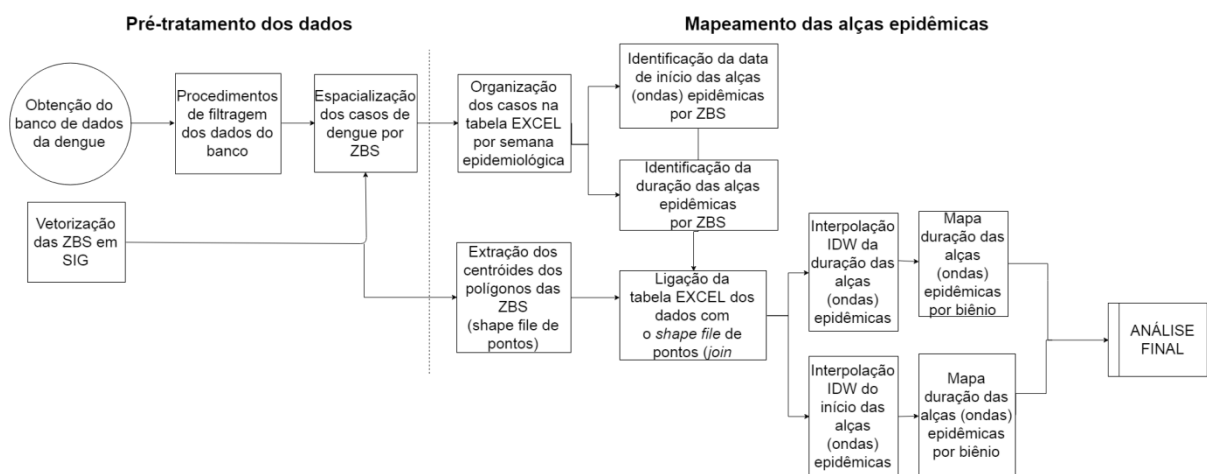 Pré-tratamento dos dados
Mapeamento das alças epidêmicas
Obtenção do
banco de dados
da dengue
Procedimentos
de filtragem
dos dados do
banco
Espacialização
dos casos de
dengue por
ZBS
Organização
dos casos na
tabela EXCEL
por semana
epidemiológica
Identificação da data
de início das alças
(ondas) epidêmicas
por ZBS
Identificação da
duração das alças
epidêmicas
por ZBS
Vetorização
das ZBS em
SIG
Extração dos
centróides dos
polígonos das
ZBS
(shape file de
pontos)
Ligação da
tabela EXCEL dos
dados com
o shape file de
pontos (join
Interpolação
IDW da
duração das
alças
(ondas)
epidêmicas
Mapa
duração das
alças
(ondas)
epidêmicas
por biênio
Interpolação
IDW do
início das
alças
(ondas)
epidêmicas
Mapa
duração das
alças (ondas)
epidêmicas
por biênio
ANÁLISE
FINAL